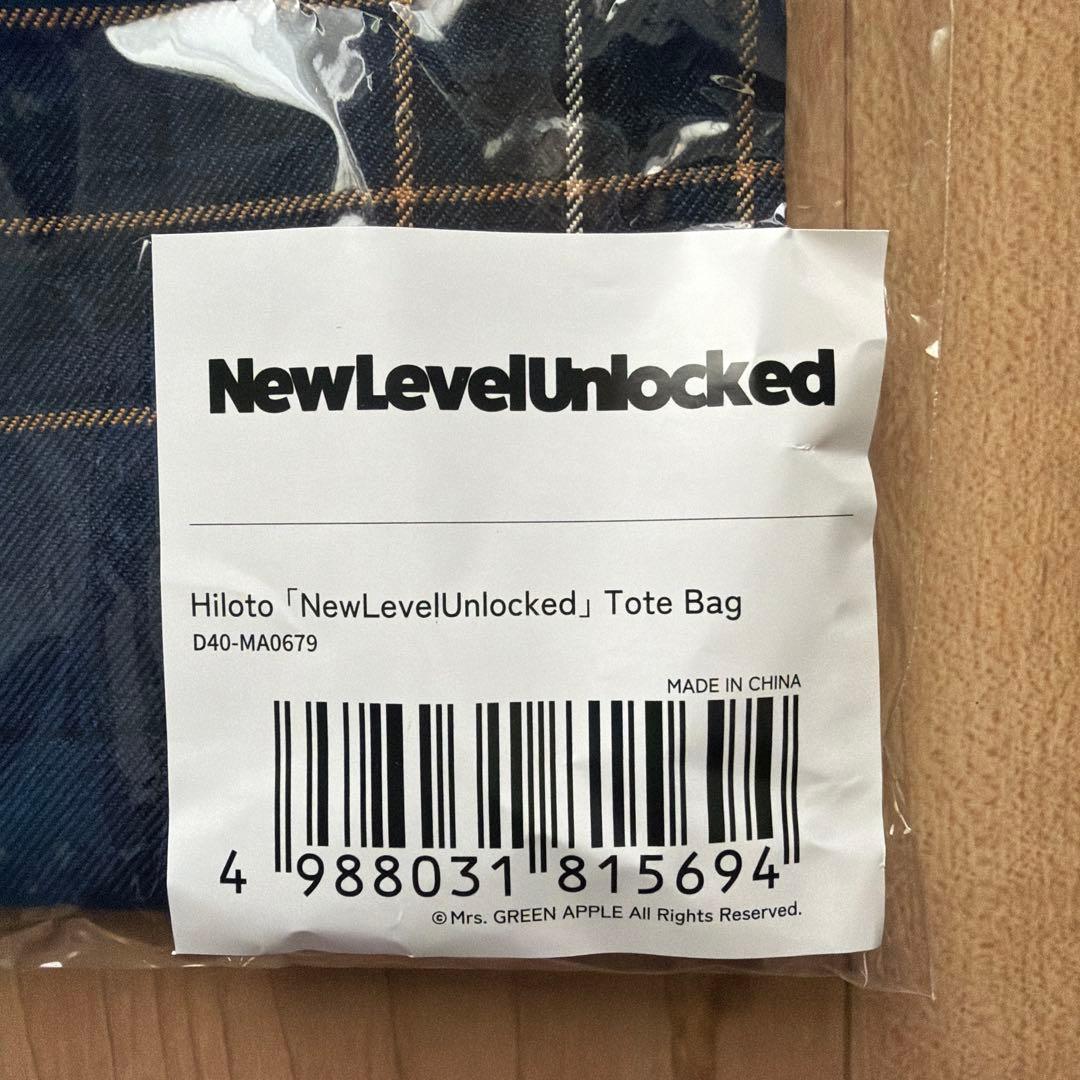 NewLevelUnlocked
Hiloto「NewLevelUnlocked」Tote Bag
D40-MA0679
MADE IN CHINA
4 988031 815694
©Mrs. GREEN APPLE All Rights Reserved.